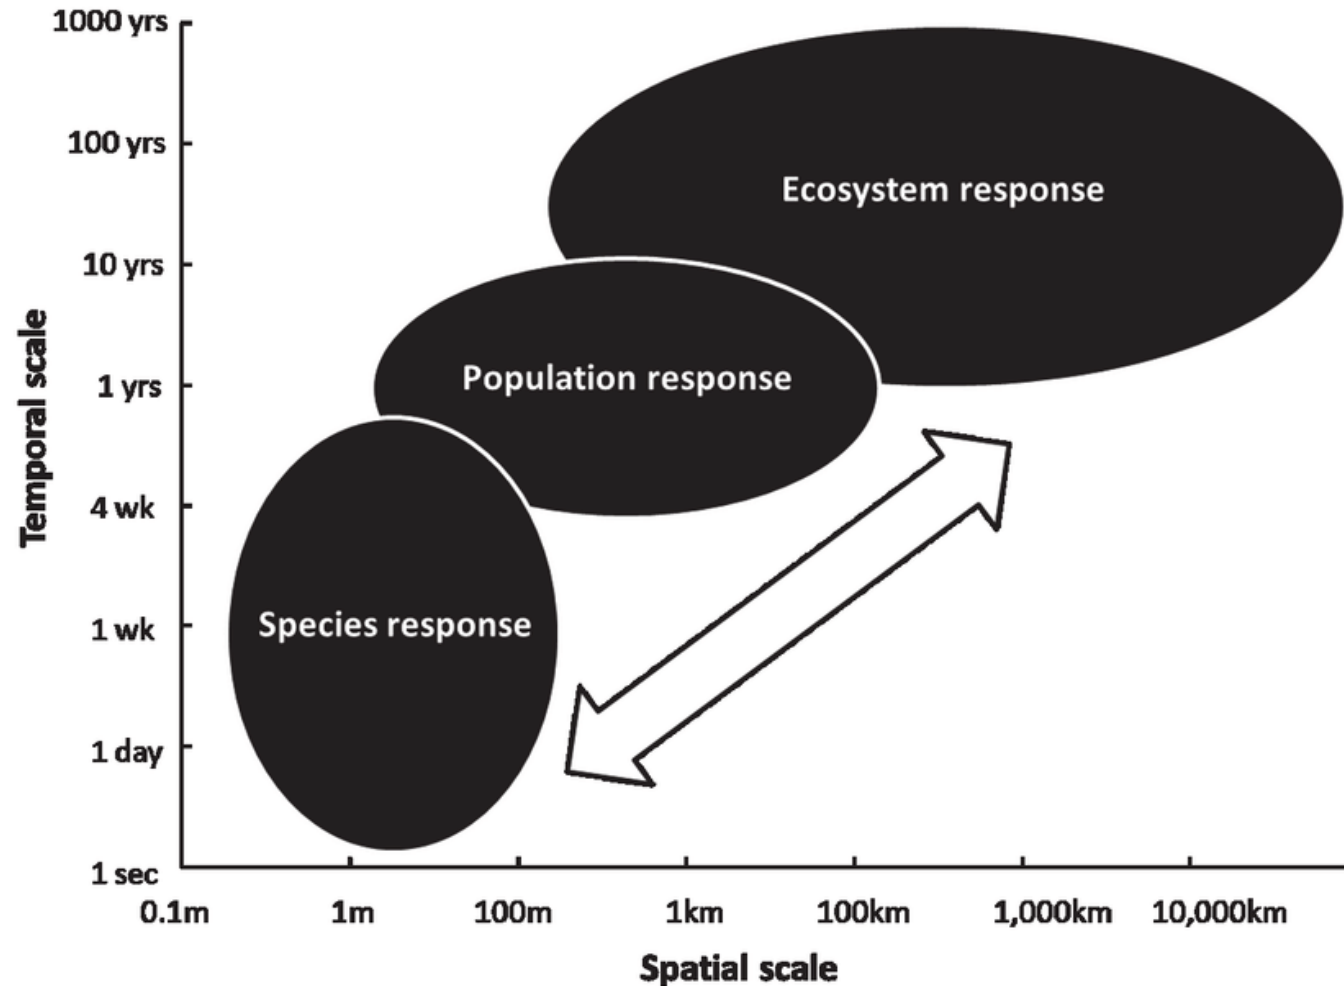 1000 yrs
100 yrs
10 yrs
1 yrs
4 wk
1 wk
1 day
1 sec
Temporal scale
Ecosystem response
Population response
Species response
0.1m 1m 100m 1km 100km 1,000km 10,000km
Spatial scale